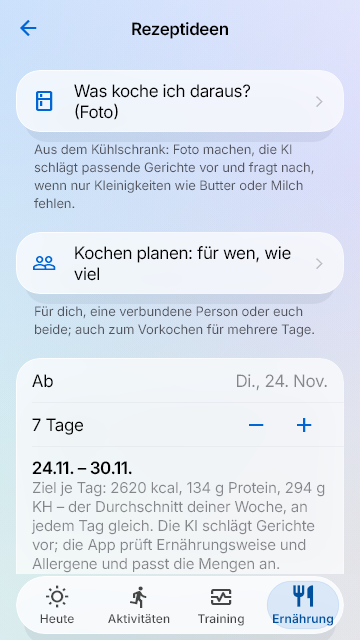 Rezeptideen
Was koche ich daraus?
(Foto)
Aus dem Kühlschrank: Foto machen, die KI
schlägt passende Gerichte vor und fragt nach,
wenn nur Kleinigkeiten wie Butter oder Milch
fehlen.
Kochen planen: für wen, wie
viel
Für dich, eine verbundene Person oder euch
beide; auch zum Vorkochen für mehrere Tage.
Ab Di., 24. Nov.
7 Tage
24.11. – 30.11.
Ziel je Tag: 2620 kcal, 134 g Protein, 294 g
KH – der Durchschnitt deiner Woche, an
jedem Tag gleich. Die KI schlägt Gerichte
vor; die App prüft Ernährungsweise und
Allergene und passt die Mengen an.
Heute Aktivitäten Training Ernährung